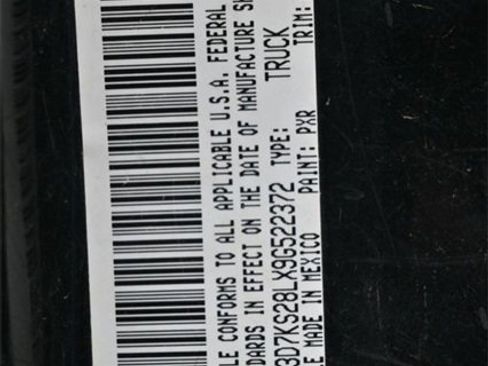 LE CONFORMS TO ALL APPLICABLE U.S.A. FEDERAL
DARDS IN EFFECT ON THE DATE OF MANUFACTURE SH
3D7KS28LX9G522372 TYPE: TRUCK
E MADE IN MEXICO PAINT: PXR TRIM: